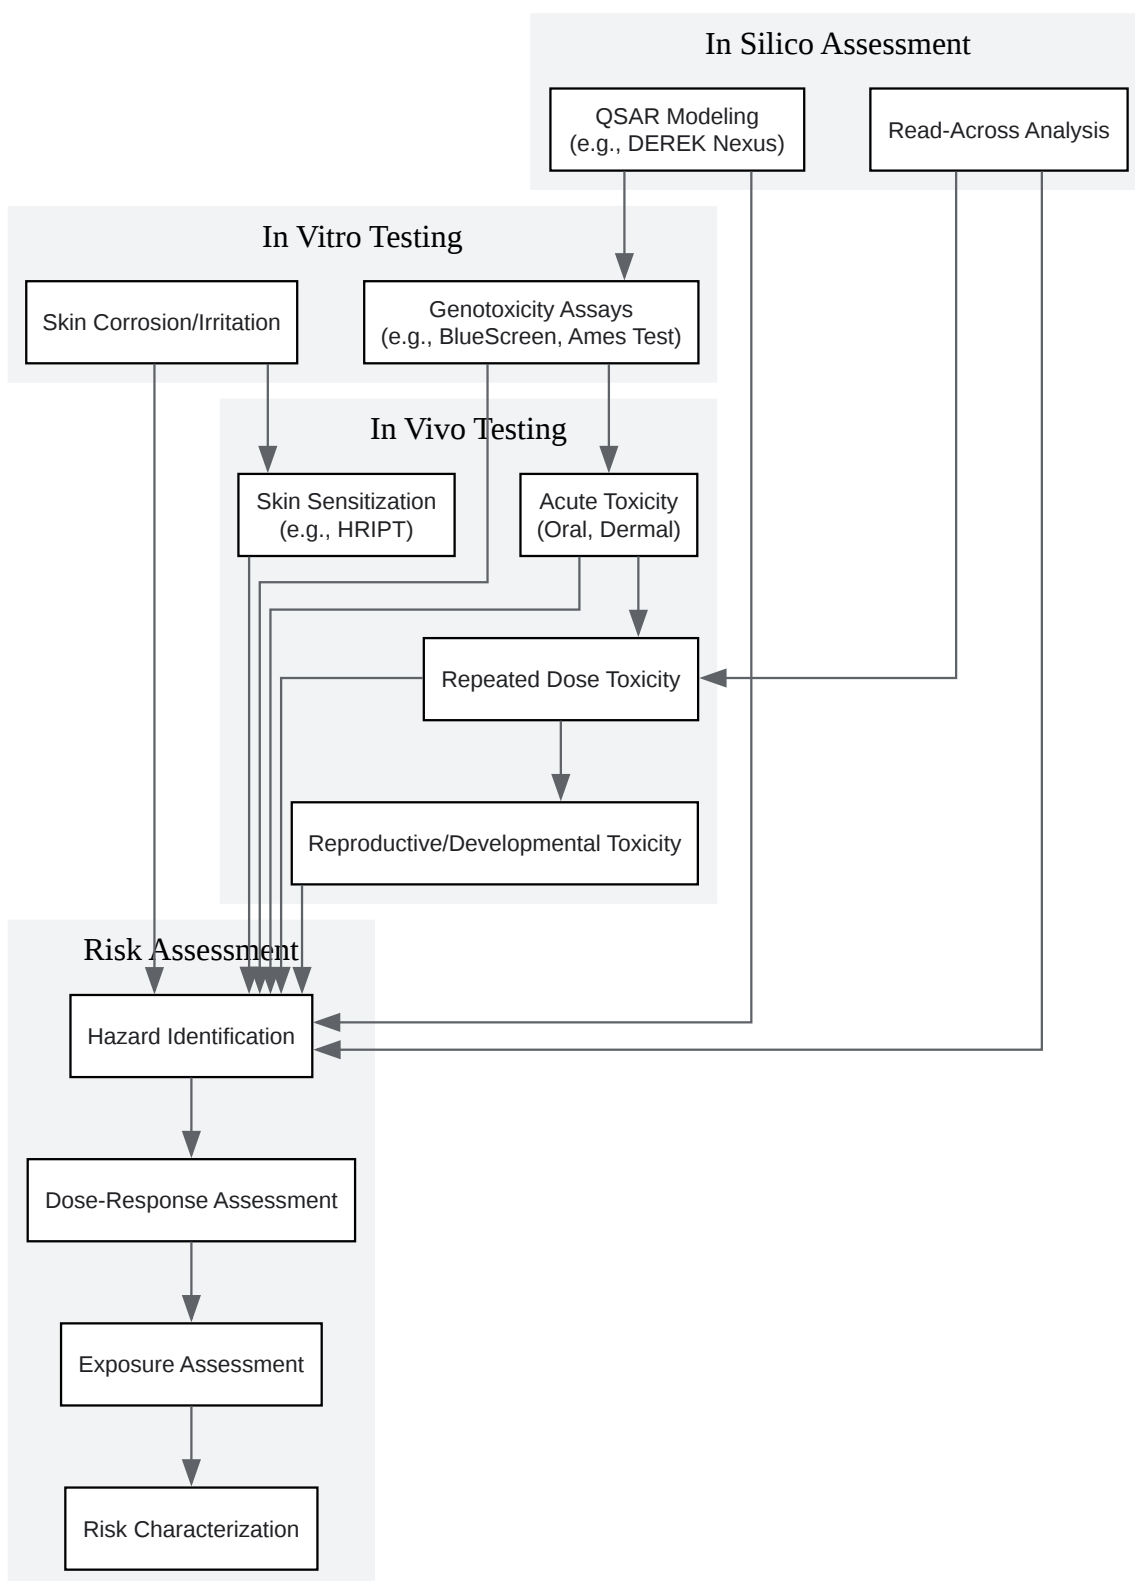 In Silico Assessment
QSAR Modeling
(e.g., DEREK Nexus)
Read-Across Analysis
In Vitro Testing
Skin Corrosion/Irritation
Genotoxicity Assays
(e.g., BlueScreen, Ames Test)
In Vivo Testing
Skin Sensitization
(e.g., HRIPT)
Acute Toxicity
(Oral, Dermal)
Repeated Dose Toxicity
Reproductive/Developmental Toxicity
Risk Assessment
Hazard Identification
Dose-Response Assessment
Exposure Assessment
Risk Characterization